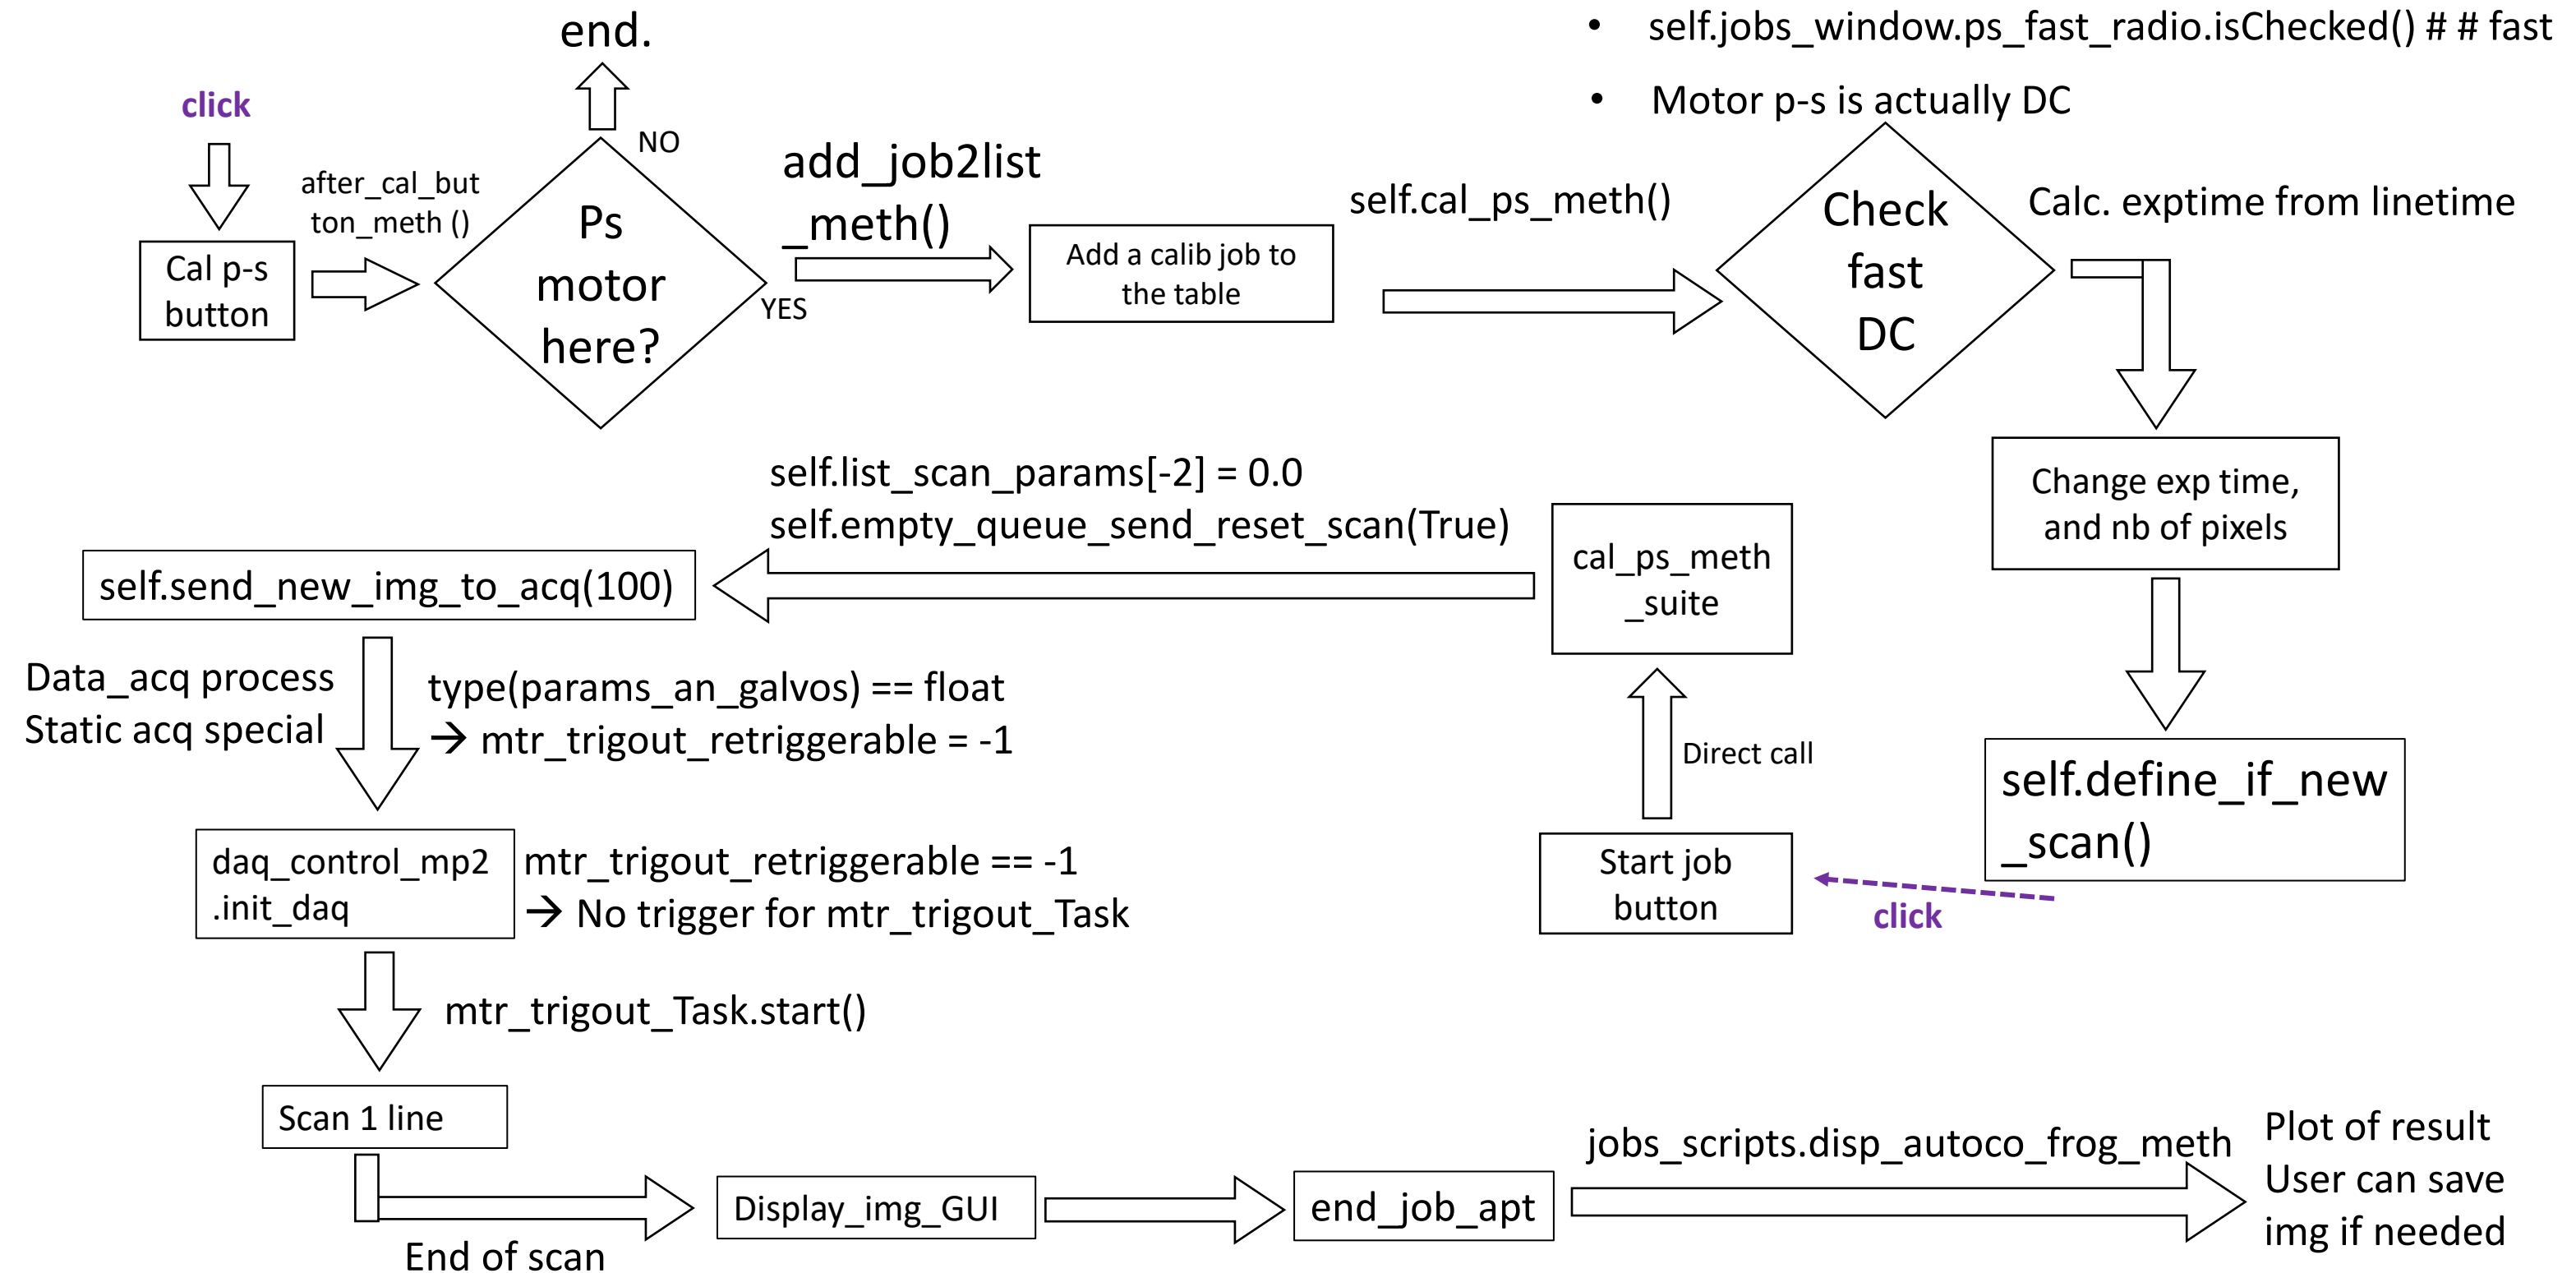 end.
click
NO
after_cal_but
ton_meth ()
Cal p-s
button
Ps
motor
here?
YES
add_job2list
_meth()
Add a calib job to
the table
self.cal_ps_meth()
• self.jobs_window.ps_fast_radio.isChecked() # # fast
• Motor p-s is actually DC
Check
fast
DC
Calc. exptime from linetime
Change exp time,
and nb of pixels
self.define_if_new
_scan()
click
Start job
button
Direct call
cal_ps_meth
_suite
self.list_scan_params[-2] = 0.0
self.empty_queue_send_reset_scan(True)
self.send_new_img_to_acq(100)
Data_acq process
Static acq special
type(params_an_galvos) == float
→ mtr_trigout_retriggerable = -1
daq_control_mp2
.init_daq
mtr_trigout_retriggerable == -1
→ No trigger for mtr_trigout_Task
mtr_trigout_Task.start()
Scan 1 line
End of scan
Display_img_GUI
end_job_apt
jobs_scripts.disp_autoco_frog_meth
Plot of result
User can save
img if needed